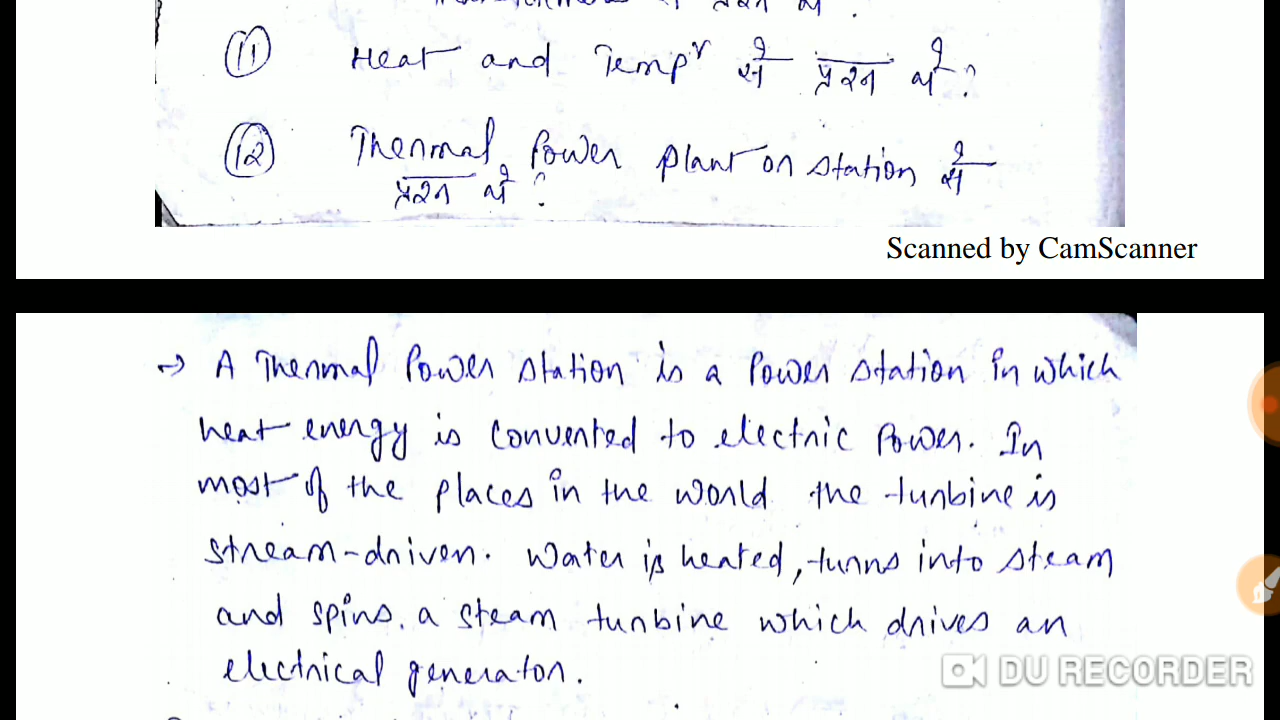 ⑪ Heat and Tempr से प्रश्न थे?
⑫ Thermal Power plant or station से
प्रश्न थे?
Scanned by CamScanner
→ A Thermal Power station is a Power station in which
heat energy is converted to electric Power. In
most of the places in the world the turbine is
stream-driven. Water is heated, turns into steam
and spins a steam turbine which drives an
electrical generator.
DU RECORDER